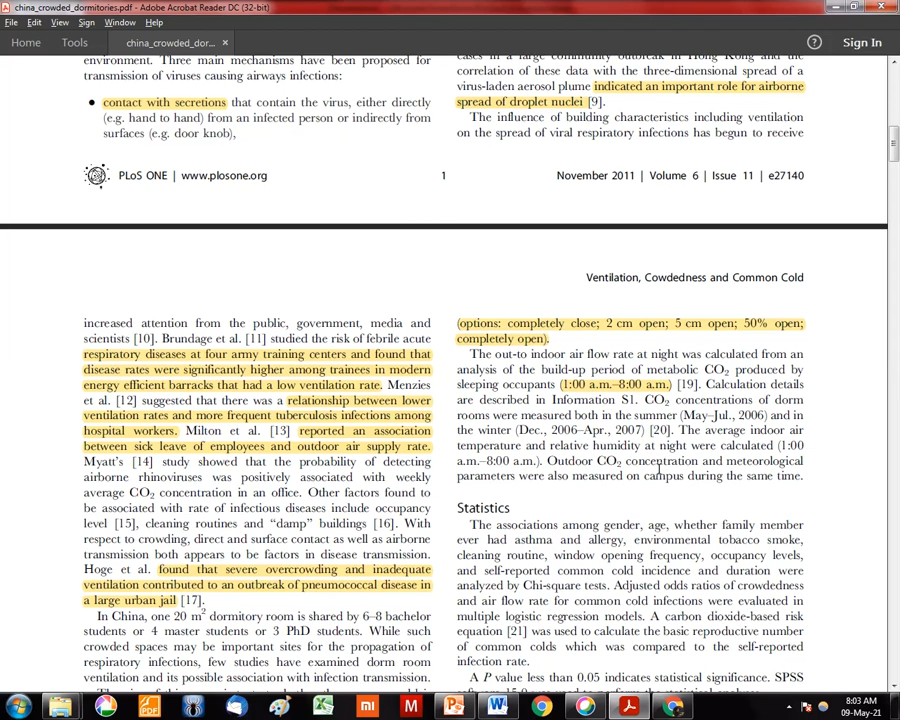 china_crowded_dormitories.pdf - Adobe Acrobat Reader DC (32-bit)
File Edit View Sign Window Help
Home Tools china_crowded_dor... × ? Sign In
environment. Three main mechanisms have been proposed for
transmission of viruses causing airways infections:
● contact with secretions that contain the virus, either directly
(e.g. hand to hand) from an infected person or indirectly from
surfaces (e.g. door knob),
cases in a large community outbreak in Hong Kong and the
correlation of these data with the three-dimensional spread of a
virus-laden aerosol plume indicated an important role for airborne
spread of droplet nuclei [9].
The influence of building characteristics including ventilation
on the spread of viral respiratory infections has begun to receive
PLoS ONE | www.plosone.org 1 November 2011 | Volume 6 | Issue 11 | e27140
Ventilation, Cowdedness and Common Cold
increased attention from the public, government, media and
scientists [10]. Brundage et al. [11] studied the risk of febrile acute
respiratory diseases at four army training centers and found that
disease rates were significantly higher among trainees in modern
energy efficient barracks that had a low ventilation rate. Menzies
et al. [12] suggested that there was a relationship between lower
ventilation rates and more frequent tuberculosis infections among
hospital workers. Milton et al. [13] reported an association
between sick leave of employees and outdoor air supply rate.
Myatt's [14] study showed that the probability of detecting
airborne rhinoviruses was positively associated with weekly
average CO2 concentration in an office. Other factors found to
be associated with rate of infectious diseases include occupancy
level [15], cleaning routines and "damp" buildings [16]. With
respect to crowding, direct and surface contact as well as airborne
transmission both appears to be factors in disease transmission.
Hoge et al. found that severe overcrowding and inadequate
ventilation contributed to an outbreak of pneumococcal disease in
a large urban jail [17].
In China, one 20 m2 dormitory room is shared by 6–8 bachelor
students or 4 master students or 3 PhD students. While such
crowded spaces may be important sites for the propagation of
respiratory infections, few studies have examined dorm room
ventilation and its possible association with infection transmission.
(options: completely close; 2 cm open; 5 cm open; 50% open;
completely open).
The out-to indoor air flow rate at night was calculated from an
analysis of the build-up period of metabolic CO2 produced by
sleeping occupants (1:00 a.m.–8:00 a.m.) [19]. Calculation details
are described in Information S1. CO2 concentrations of dorm
rooms were measured both in the summer (May–Jul., 2006) and in
the winter (Dec., 2006–Apr., 2007) [20]. The average indoor air
temperature and relative humidity at night were calculated (1:00
a.m.–8:00 a.m.). Outdoor CO2 concentration and meteorological
parameters were also measured on campus during the same time.
Statistics
The associations among gender, age, whether family member
ever had asthma and allergy, environmental tobacco smoke,
cleaning routine, window opening frequency, occupancy levels,
and self-reported common cold incidence and duration were
analyzed by Chi-square tests. Adjusted odds ratios of crowdedness
and air flow rate for common cold infections were evaluated in
multiple logistic regression models. A carbon dioxide-based risk
equation [21] was used to calculate the basic reproductive number
of common colds which was compared to the self-reported
infection rate.
A P value less than 0.05 indicates statistical significance. SPSS
8:03 AM
09-May-21